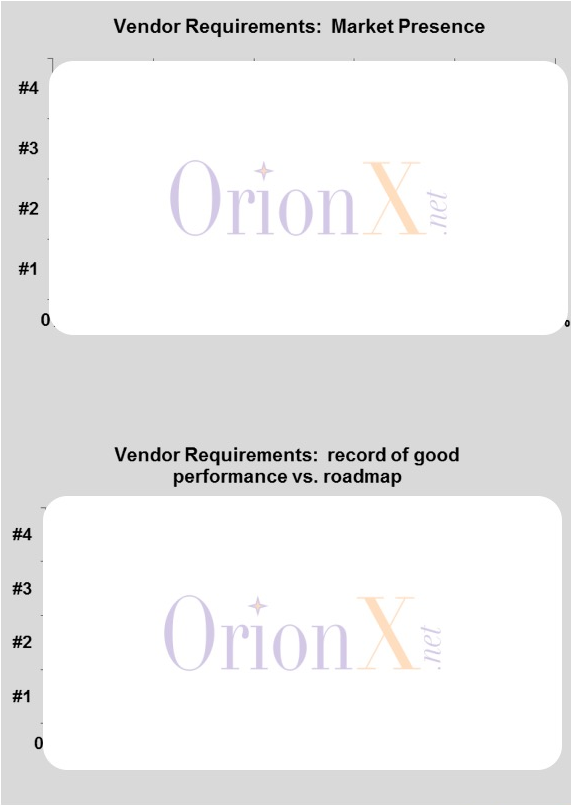 Vendor Requirements:  Market Presence
#4
#3
#2
#1
0
OrionX.net
Vendor Requirements:  record of good
performance vs. roadmap
#4
#3
#2
#1
0
OrionX.net